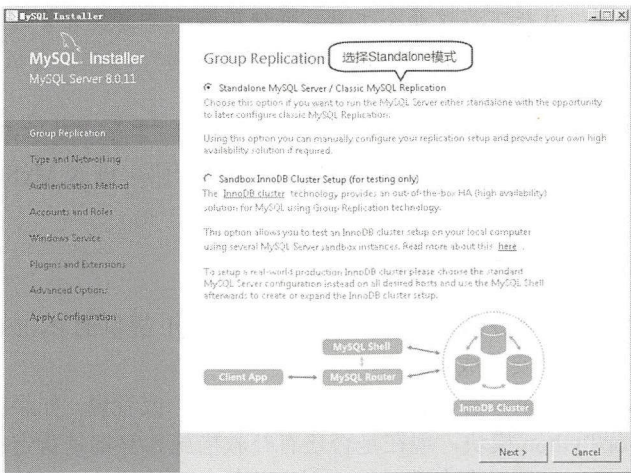 MySQL Installer
MySQL. Installer
MySQL Server 8.0.11
Group Replication
Type and Networking
Authentication Method
Accounts and Roles
Windows Service
Plugins and Extensions
Advanced Options
Apply Configuration
Group Replication
选择Standalone模式
Standalone MySQL Server / Classic MySQL Replication
Choose this option if you want to run the MySQL Server either standalone with the opportunity
to later configure classic MySQL Replication.
Using this option you can manually configure your replication setup and provide your own high
availability solution if required.
Sandbox InnoDB Cluster Setup (for testing only)
The InnoDB cluster technology provides an out-of-the-box HA (high availability)
solution for MySQL using Group Replication technology.
This option allows you to test an InnoDB cluster setup on your local computer
using several MySQL Server sandbox instances. Read more about this here .
To setup a real-world production InnoDB cluster please choose the standard
MySQL Server configuration instead on all desired hosts and use the MySQL Shell
afterwards to create or expand the InnoDB cluster setup.
MySQL Shell
Client App
MySQL Router
InnoDB Cluster
Next >
Cancel